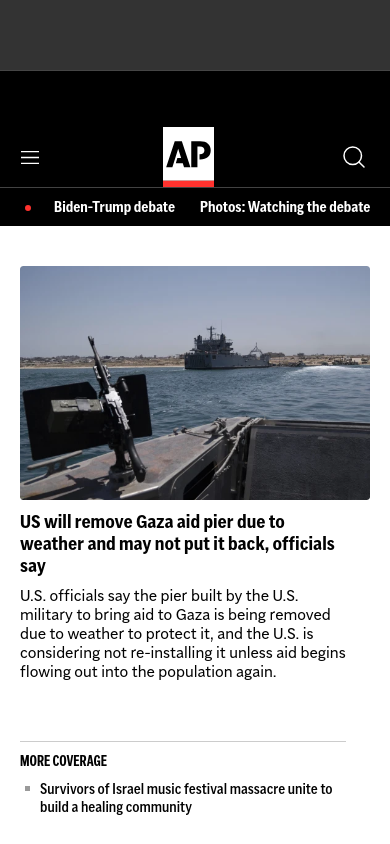 AP
Biden-Trump debate Photos: Watching the debate
US will remove Gaza aid pier due to
weather and may not put it back, officials
say
U.S. officials say the pier built by the U.S.
military to bring aid to Gaza is being removed
due to weather to protect it, and the U.S. is
considering not re-installing it unless aid begins
flowing out into the population again.
MORE COVERAGE
Survivors of Israel music festival massacre unite to
build a healing community